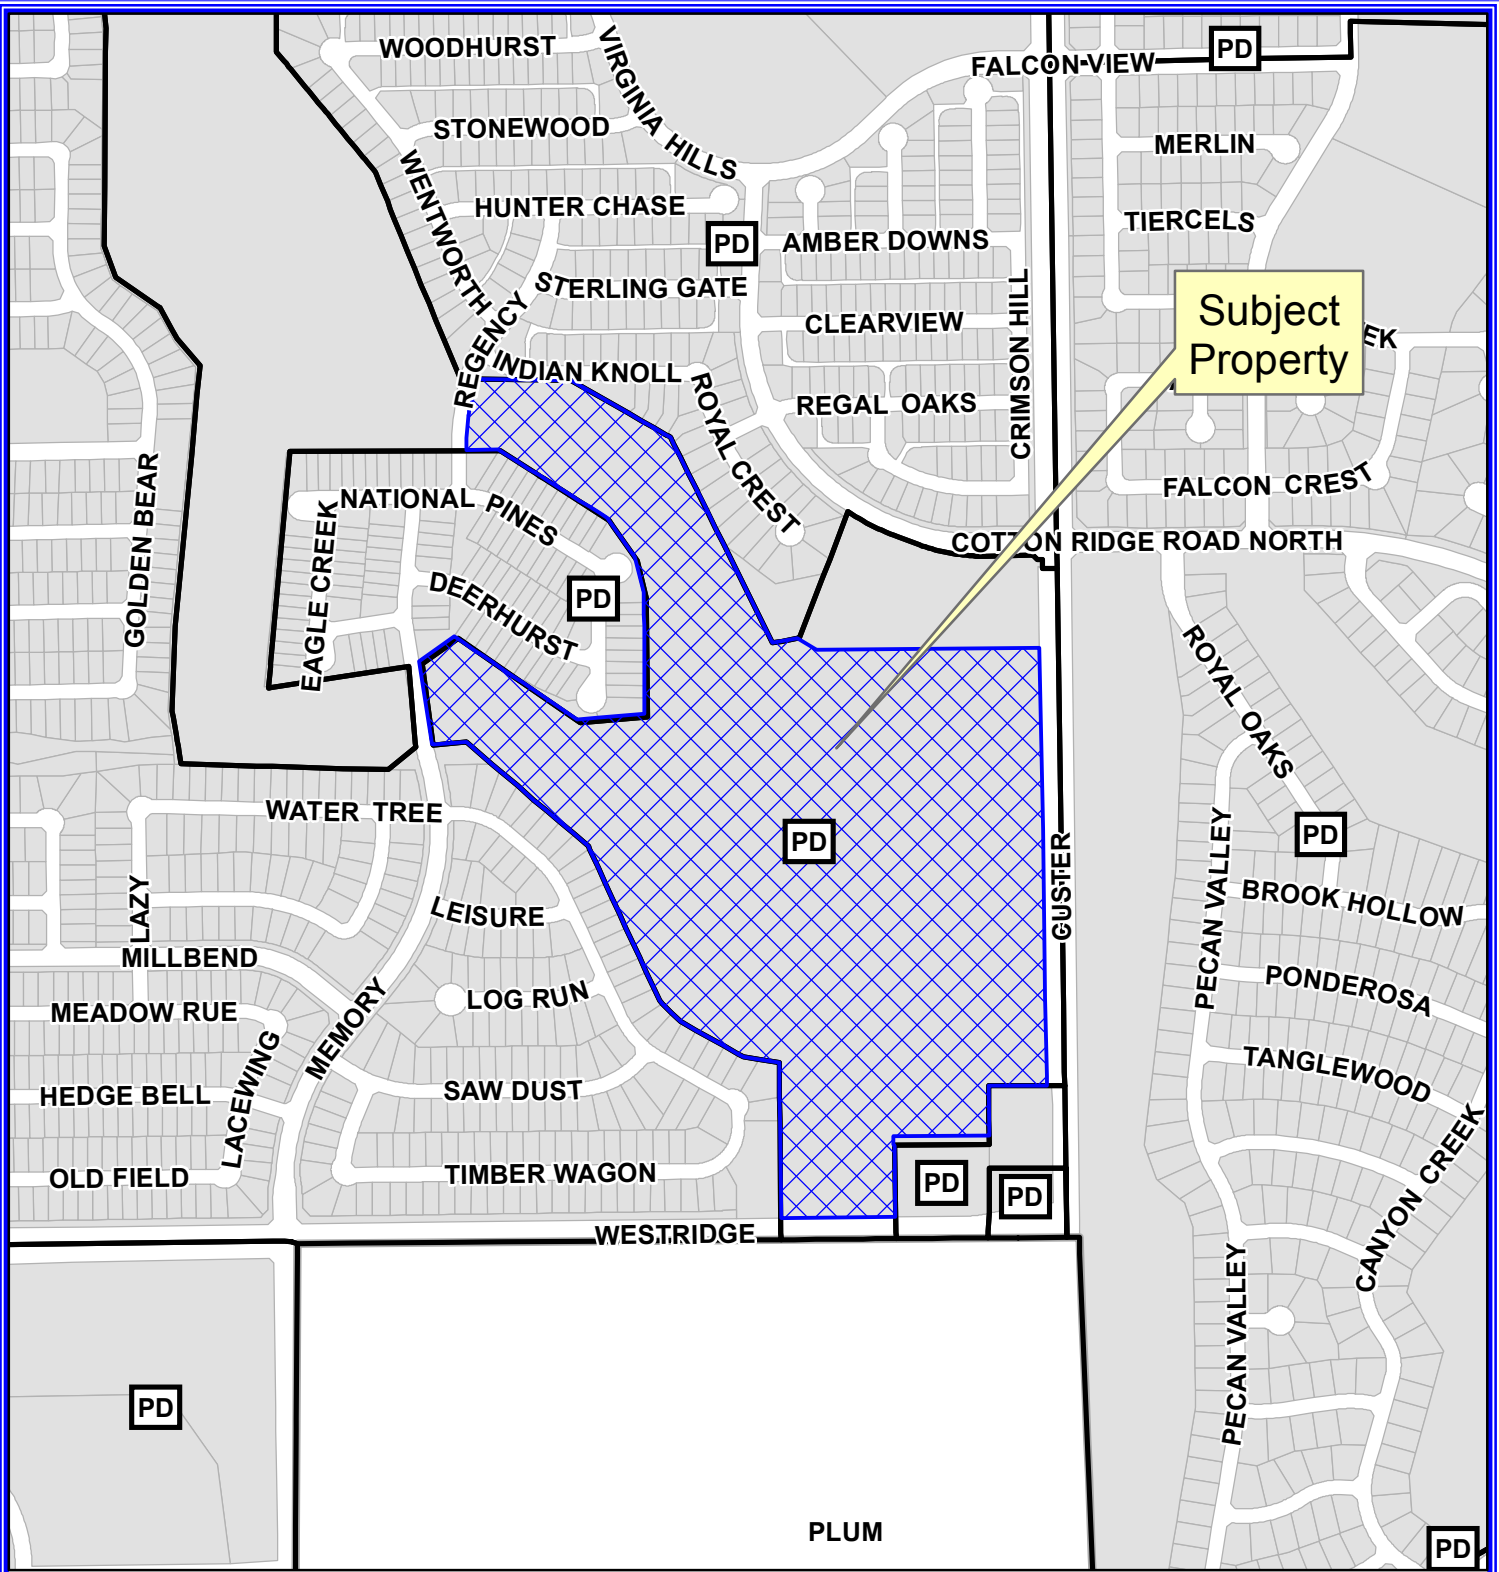 WOODHURST
VIRGINIA HILLS
FALCON VIEW
PD
STONEWOOD
MERLIN
WENTWORTH
HUNTER CHASE
TIERCELS
PD
AMBER DOWNS
STERLING GATE
REGENCY
CLEARVIEW
CRIMSON HILL
Subject
Property
EK
INDIAN KNOLL
ROYAL CREST
REGAL OAKS
GOLDEN BEAR
NATIONAL PINES
FALCON CREST
EAGLE CREEK
COTTON RIDGE ROAD NORTH
DEERHURST
PD
ROYAL OAKS
WATER TREE
PD
CUSTER
PECAN VALLEY
PD
LAZY
LEISURE
BROOK HOLLOW
MILLBEND
PONDEROSA
MEADOW RUE
LOG RUN
MEMORY
LACEWING
TANGLEWOOD
HEDGE BELL
SAW DUST
CANYON CREEK
OLD FIELD
TIMBER WAGON
PD
PD
WESTRIDGE
PECAN VALLEY
PD
PLUM
PD